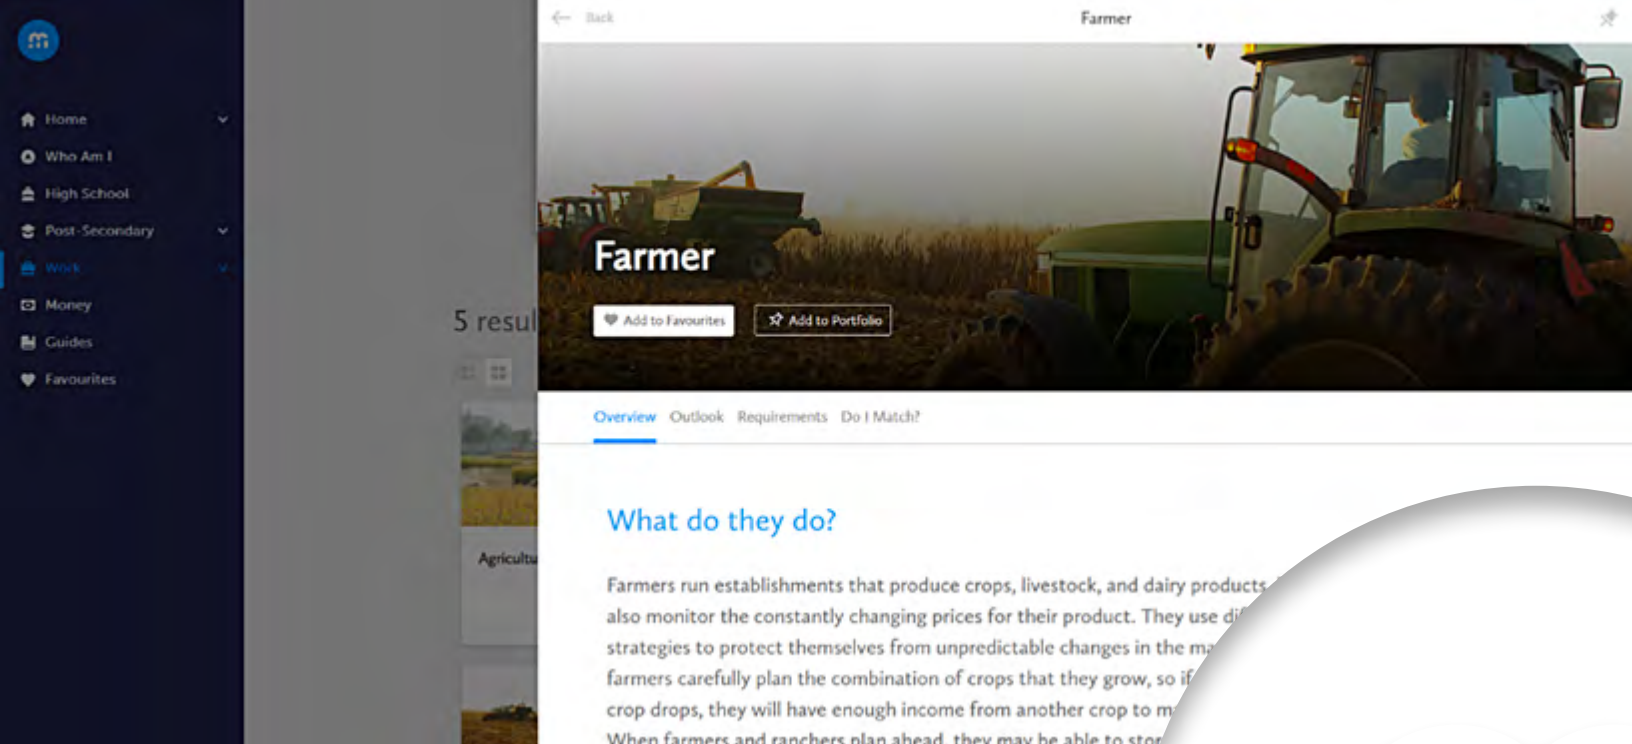 m
Home
Who Am I
High School
Post-Secondary
Work
Money
Guides
Favourites
5 resul
Agricultu
Back
Farmer
Farmer
Add to Favourites
Add to Portfolio
Overview Outlook Requirements Do I Match?
What do they do?
Farmers run establishments that produce crops, livestock, and dairy products.
also monitor the constantly changing prices for their product. They use dif
strategies to protect themselves from unpredictable changes in the ma
farmers carefully plan the combination of crops that they grow, so if
crop drops, they will have enough income from another crop to m
When farmers and ranchers plan ahead, they may be able to stor